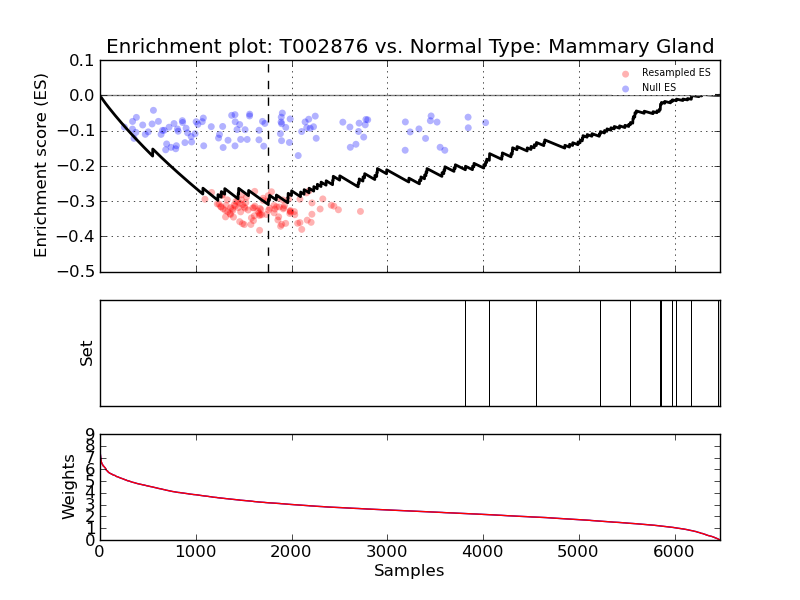 Enrichment plot: T002876 vs. Normal Type: Mammary Gland
Enrichment score (ES)
0.1
0.0
−0.1
−0.2
−0.3
−0.4
−0.5
Resampled ES
Null ES
Set
Weights
9
8
7
6
5
4
3
2
1
0
0 1000 2000 3000 4000 5000 6000
Samples